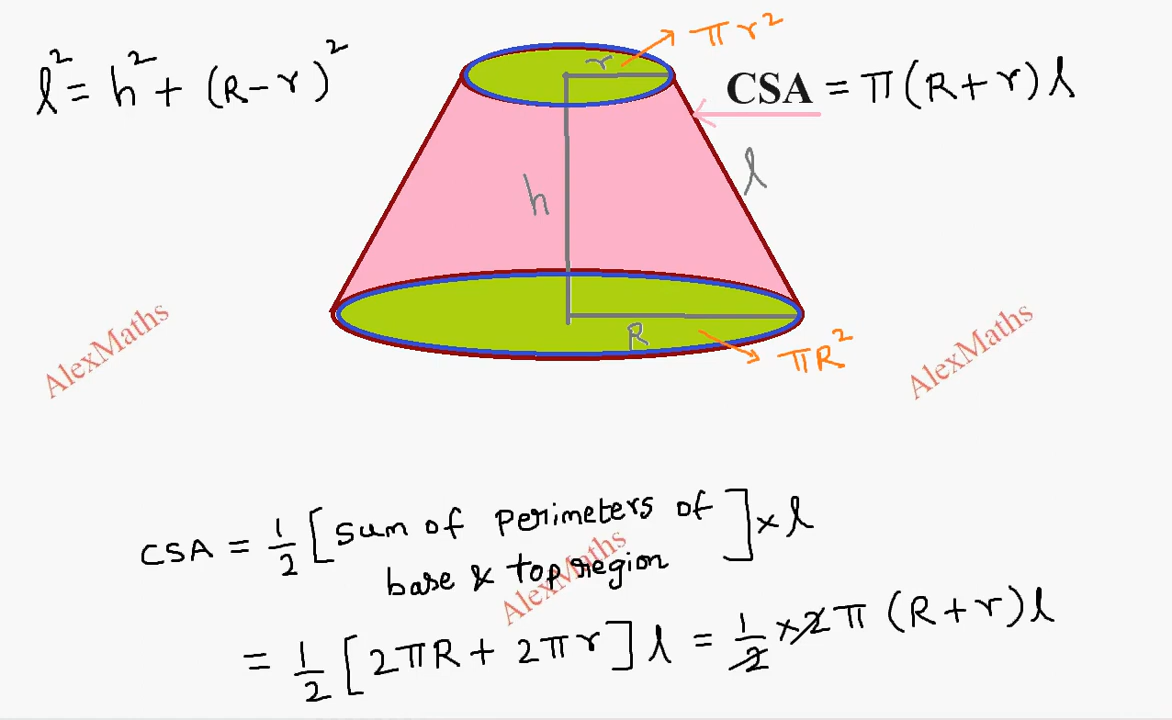 l² = h² + (R-r)²
πr²
r
CSA = π(R+r)l
l
h
R
πR²
AlexMaths
AlexMaths
CSA = 1/2 [sum of perimeters of base & top region] × l
AlexMaths
= 1/2 [2πR + 2πr] l = 1/2 × 2π (R+r) l